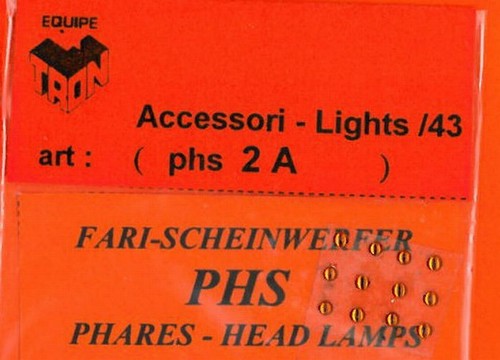 EQUIPE
TRON
Accessori - Lights /43
art : ( phs 2 A )
FARI-SCHEINWERFER
PHS
PHARES - HEAD LAMPS